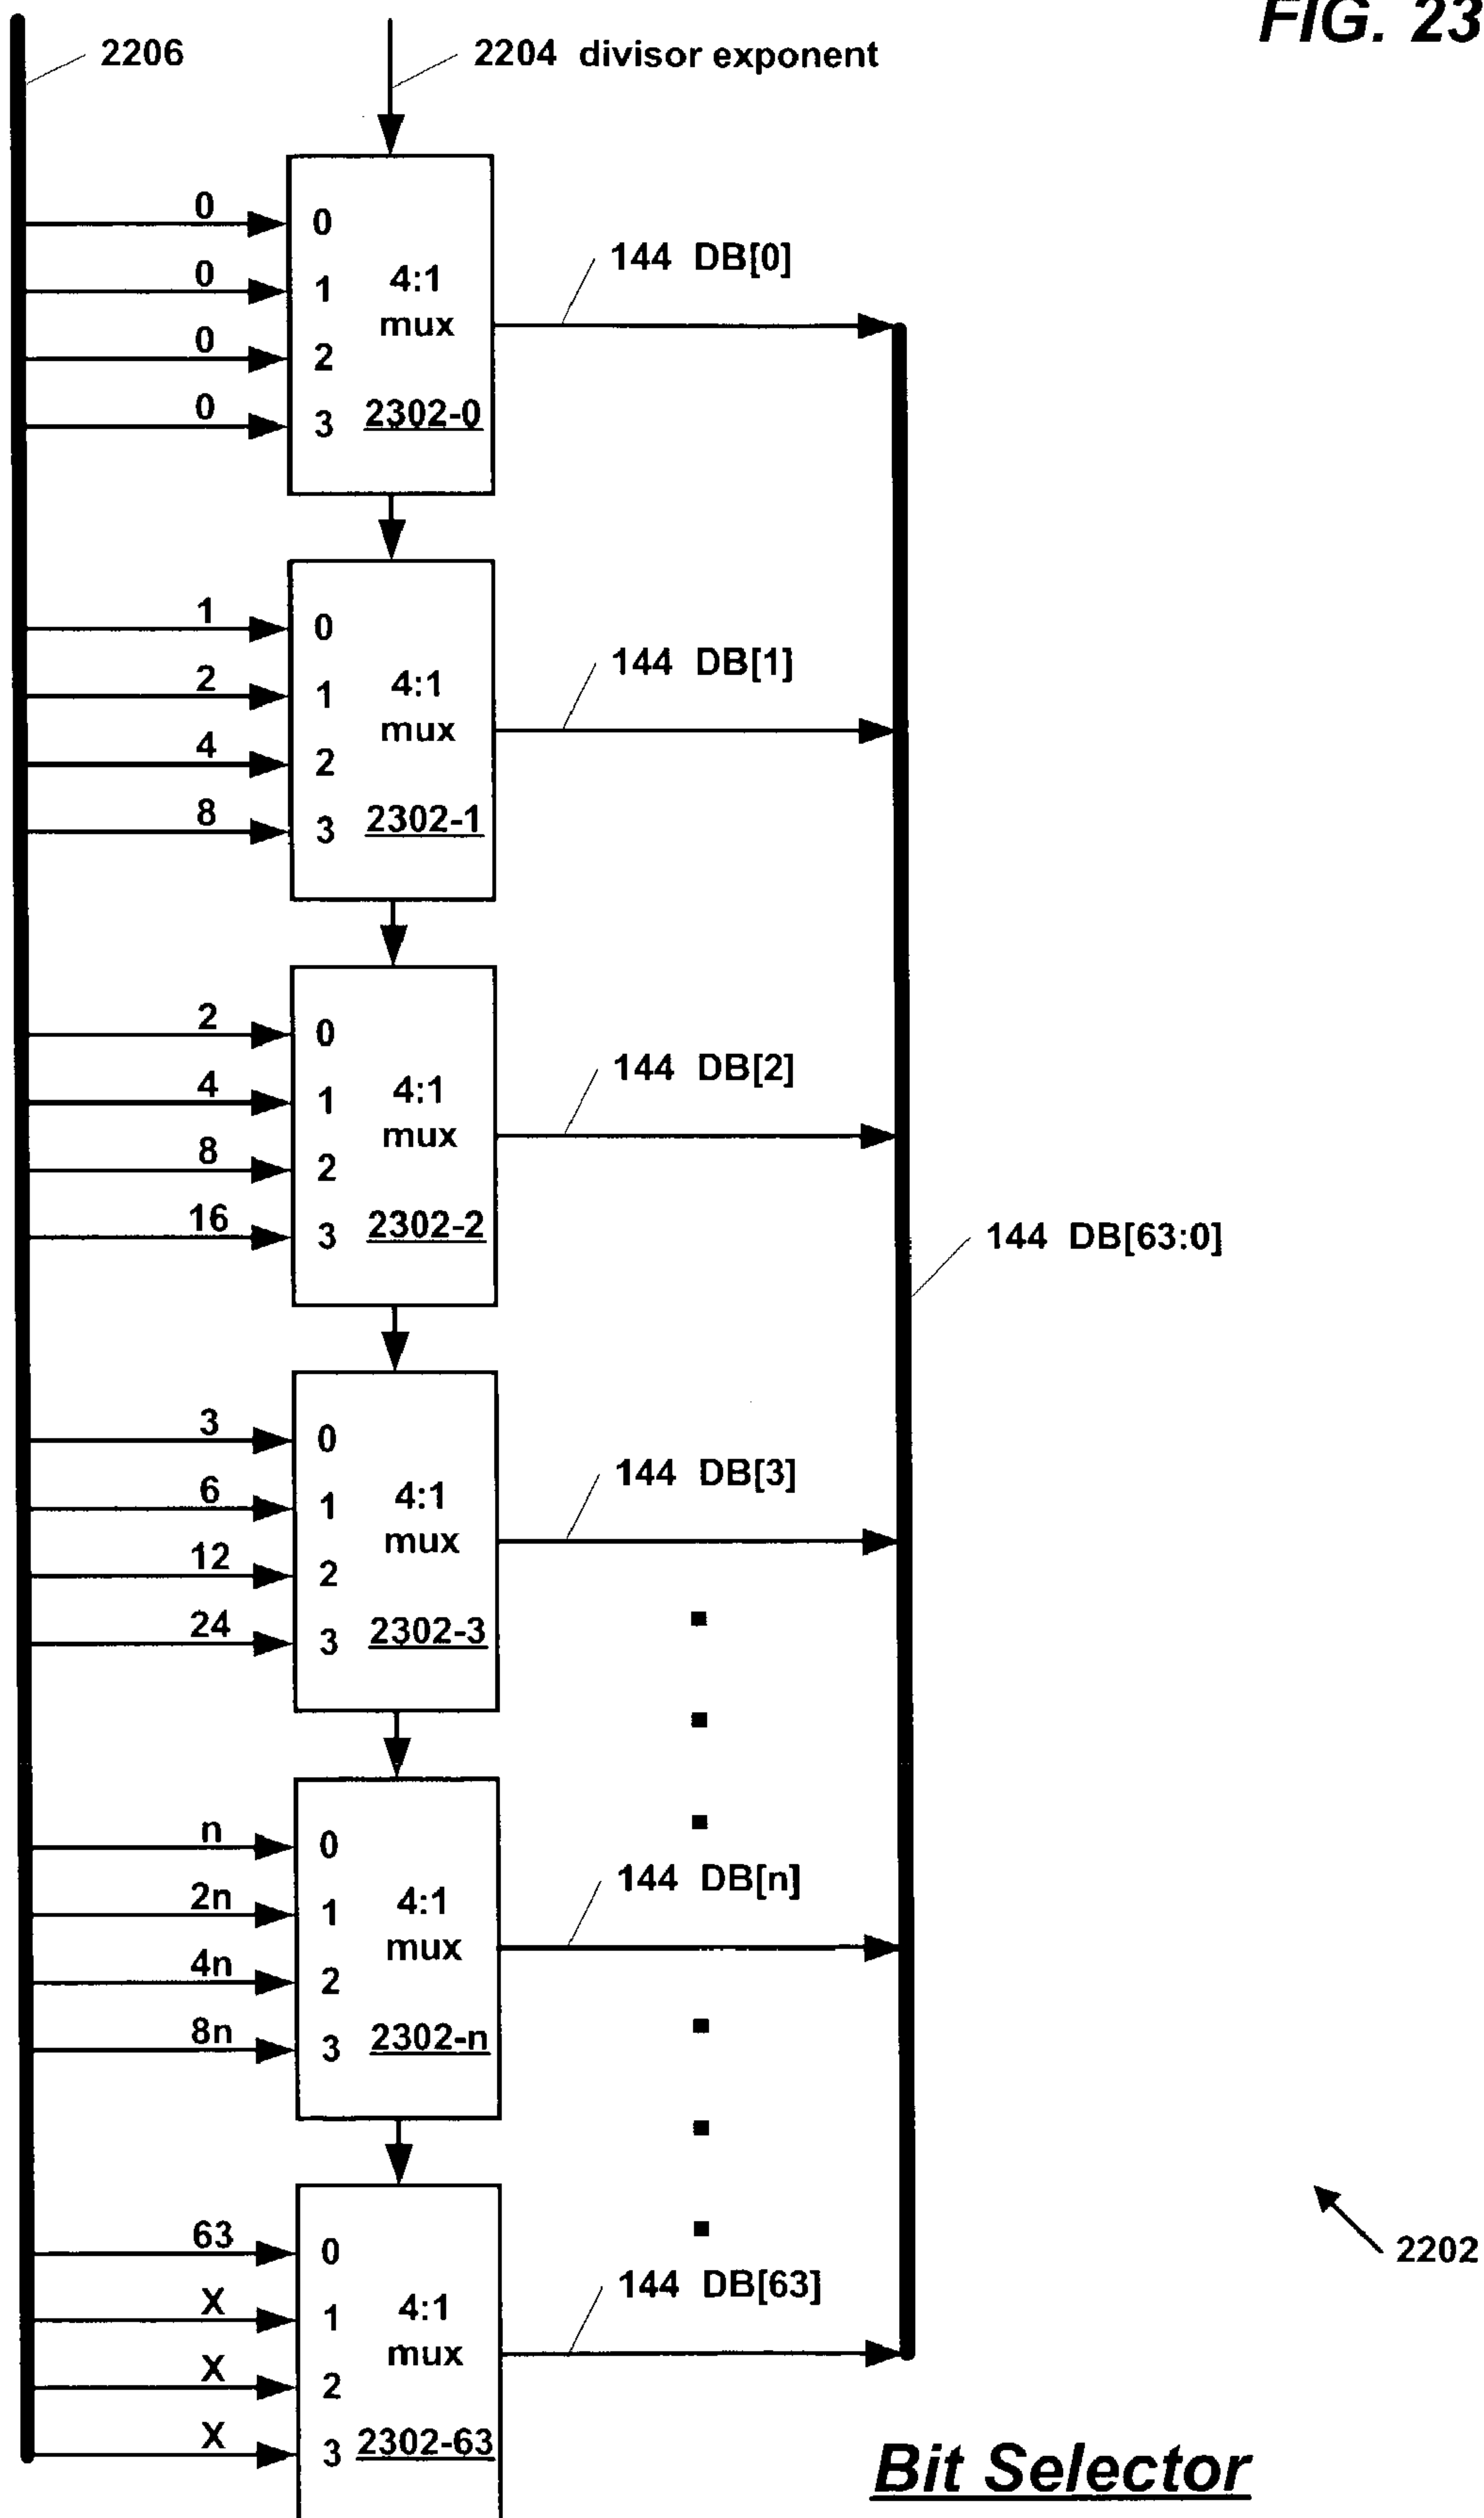 FIG. 23
2206
2204 divisor exponent
0
0
0
0
0
1
2
3
4:1
mux
2302-0
144 DB[0]
1
2
4
8
0
1
2
3
4:1
mux
2302-1
144 DB[1]
2
4
8
16
0
1
2
3
4:1
mux
2302-2
144 DB[2]
144 DB[63:0]
3
6
12
24
0
1
2
3
4:1
mux
2302-3
144 DB[3]
n
2n
4n
8n
0
1
2
3
4:1
mux
2302-n
144 DB[n]
63
X
X
X
0
1
2
3
4:1
mux
2302-63
144 DB[63]
2202
Bit Selector